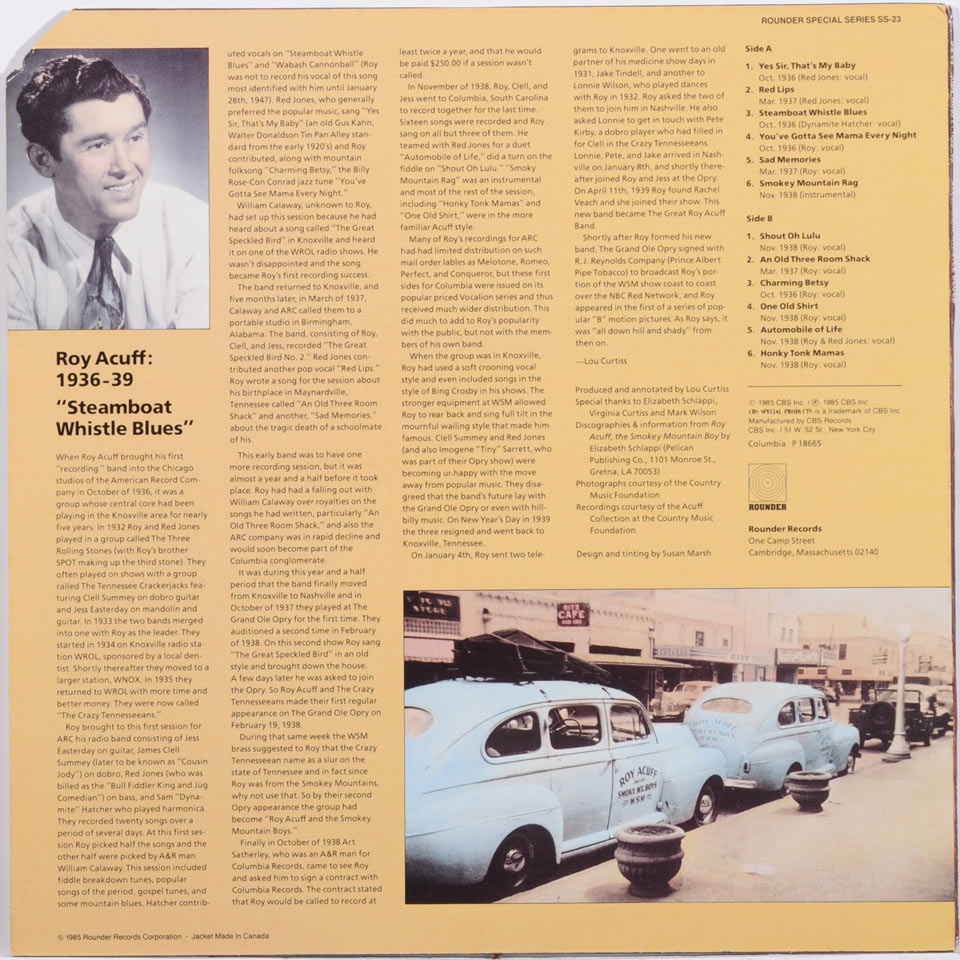 ROUNDER SPECIAL SERIES SS-23
Roy Acuff:
1936-39
"Steamboat
Whistle Blues"
When Roy Acuff brought his first
"recording" band into the Chicago
studios of the American Record Com-
pany in October of 1936, it was a
group whose central core had been
playing in the Knoxville area for nearly
five years. In 1932 Roy and Red Jones
played in a group called The Three
Rolling Stones (with Roy's brother
SPOT making up the third stone). They
often played on shows with a group
called The Tennessee Crackerjacks fea-
turing Clell Summey on dobro guitar
and Jess Easterday on mandolin and
guitar. In 1933 the two bands merged
into one with Roy as the leader. They
started in 1934 on Knoxville radio sta-
tion WROL, sponsored by a local den-
tist. Shortly thereafter they moved to a
larger station, WNOX. In 1935 they
returned to WROL with more time and
better money. They were now called
"The Crazy Tennesseeans."
Roy brought to this first session for
ARC his radio band consisting of Jess
Easterday on guitar, James Clell
Summey (later to be known as "Cousin
Jody") on dobro, Red Jones (who was
billed as the "Bull Fiddler King and Jug
Comedian") on bass, and Sam "Dyna-
mite" Hatcher who played harmonica.
They recorded twenty songs over a
period of several days. At this first ses-
sion Roy picked half the songs and the
other half were picked by A&R man
William Calaway. This session included
fiddle breakdown tunes, popular
songs of the period, gospel tunes, and
some mountain blues. Hatcher contrib-
uted vocals on "Steamboat Whistle
Blues" and "Wabash Cannonball" (Roy
was not to record his vocal of this song
most identified with him until January
28th, 1947). Red Jones, who generally
preferred the popular music, sang "Yes
Sir, That's My Baby" (an old Gus Kahn,
Walter Donaldson Tin Pan Alley stan-
dard from the early 1920's) and Roy
contributed, along with mountain
folksong "Charming Betsy," the Billy
Rose-Con Conrad jazz tune "You've
Gotta See Mama Every Night."
William Calaway, unknown to Roy,
had set up this session because he had
heard about a song called "The Great
Speckled Bird" in Knoxville and heard
it on one of the WROL radio shows. He
wasn't disappointed and the song
became Roy's first recording success.
The band returned to Knoxville, and
five months later, in March of 1937,
Calaway and ARC called them to a
portable studio in Birmingham,
Alabama. The band, consisting of Roy,
Clell, and Jess, recorded "The Great
Speckled Bird No. 2." Red Jones con-
tributed another pop vocal "Red Lips."
Roy wrote a song for the session about
his birthplace in Maynardville,
Tennessee called "An Old Three Room
Shack" and another, "Sad Memories,"
about the tragic death of a schoolmate
of his.
This early band was to have one
more recording session, but it was
almost a year and a half before it took
place. Roy had had a falling out with
William Calaway over royalties on the
songs he had written, particularly "An
Old Three Room Shack," and also the
ARC company was in rapid decline and
would soon become part of the
Columbia conglomerate.
It was during this year and a half
period that the band finally moved
from Knoxville to Nashville and in
October of 1937 they played at The
Grand Ole Opry for the first time. They
auditioned a second time in February
of 1938. On this second show Roy sang
"The Great Speckled Bird" in an old
style and brought down the house.
A few days later he was asked to join
the Opry. So Roy Acuff and The Crazy
Tennesseeans made their first regular
appearance on The Grand Ole Opry on
February 19, 1938.
During that same week the WSM
brass suggested to Roy that the Crazy
Tennesseean name as a slur on the
state of Tennessee and in fact since
Roy was from the Smokey Mountains,
why not use that. So by their second
Opry appearance the group had
become "Roy Acuff and the Smokey
Mountain Boys."
Finally in October of 1938 Art
Satherley, who was an A&R man for
Columbia Records, came to see Roy
and asked him to sign a contract with
Columbia Records. The contract stated
that Roy would be called to record at
least twice a year, and that he would
be paid $250.00 if a session wasn't
called.
In November of 1938, Roy, Clell, and
Jess went to Columbia, South Carolina
to record together for the last time.
Sixteen songs were recorded and Roy
sang on all but three of them. He
teamed with Red Jones for a duet
"Automobile of Life," did a turn on the
fiddle on "Shout Oh Lulu." "Smoky
Mountain Rag" was an instrumental
and most of the rest of the session,
including "Honky Tonk Mamas" and
"One Old Shirt," were in the more
familiar Acuff style.
Many of Roy's recordings for ARC
had had limited distribution on such
mail order lables as Melotone, Romeo,
Perfect, and Conqueror, but these first
sides for Columbia were issued on its
popular priced Vocalion series and thus
received much wider distribution. This
did much to add to Roy's popularity
with the public, but not with the mem-
bers of his own band.
When the group was in Knoxville,
Roy had used a soft crooning vocal
style and even included songs in the
style of Bing Crosby in his shows. The
stronger equipment at WSM allowed
Roy to rear back and sing full tilt in the
mournful wailing style that made him
famous. Clell Summey and Red Jones
(and also Imogene "Tiny" Sarrett, who
was part of their Opry show) were
becoming unhappy with the move
away from popular music. They disa-
greed that the band's future lay with
the Grand Ole Opry or even with hill-
billy music. On New Year's Day in 1939
the three resigned and went back to
Knoxville, Tennessee.
On January 4th, Roy sent two tele-
grams to Knoxville. One went to an old
partner of his medicine show days in
1931, Jake Tindell, and another to
Lonnie Wilson, who played dances
with Roy in 1932. Roy asked the two of
them to join him in Nashville. He also
asked Lonnie to get in touch with Pete
Kirby, a dobro player who had filled in
for Clell in the Crazy Tennesseeans.
Lonnie, Pete, and Jake arrived in Nash-
ville on January 8th, and shortly there-
after joined Roy and Jess at the Opry.
On April 11th, 1939 Roy found Rachel
Veach and she joined their show. This
new band became The Great Roy Acuff
Band.
Shortly after Roy formed his new
band, The Grand Ole Opry signed with
R.J. Reynolds Company (Prince Albert
Pipe Tobacco) to broadcast Roy's por-
tion of the WSM show coast to coast
over the NBC Red Network, and Roy
appeared in the first of a series of pop-
ular "B" motion pictures. As Roy says, it
was "all down hill and shady" from
then on.
—Lou Curtiss
Produced and annotated by Lou Curtiss
Special thanks to Elizabeth Schlappi,
Virginia Curtiss and Mark Wilson
Discographies & information from Roy
Acuff, the Smokey Mountain Boy by
Elizabeth Schlappi (Pelican
Publishing Co., 1101 Monroe St.,
Gretna, LA 70053)
Photographs courtesy of the Country
Music Foundation
Recordings courtesy of the Acuff
Collection at the Country Music
Foundation
Design and tinting by Susan Marsh
Side A
1. Yes Sir, That's My Baby
Oct. 1936 (Red Jones: vocal)
2. Red Lips
Mar. 1937 (Red Jones: vocal)
3. Steamboat Whistle Blues
Oct. 1936 (Dynamite Hatcher: vocal)
4. You've Gotta See Mama Every Night
Oct. 1936 (Roy: vocal)
5. Sad Memories
Mar. 1937 (Roy: vocal)
6. Smokey Mountain Rag
Nov. 1938 (instrumental)
Side B
1. Shout Oh Lulu
Nov. 1938 (Roy: vocal)
2. An Old Three Room Shack
Mar. 1937 (Roy: vocal)
3. Charming Betsy
Oct. 1936 (Roy: vocal)
4. One Old Shirt
Nov. 1938 (Roy: vocal)
5. Automobile of Life
Nov. 1938 (Roy & Red Jones: vocal)
6. Honky Tonk Mamas
Nov. 1938 (Roy: vocal)
© 1985 CBS Inc. / ℗ 1985 CBS Inc.
CBS SPECIAL PRODUCTS is a trademark of CBS Inc.
Manufactured by CBS Records
CBS Inc. / 51 W. 52 St., New York City
Columbia P 18665
ROUNDER
Rounder Records
One Camp Street
Cambridge, Massachusetts 02140
STORE
RITZ
CAFE
ROY ACUFF
SMOKY MT. BOYS
WSM
ROY ACUFF
SMOKY MT. BOYS
WSM
© 1985 Rounder Records Corporation · Jacket Made In Canada